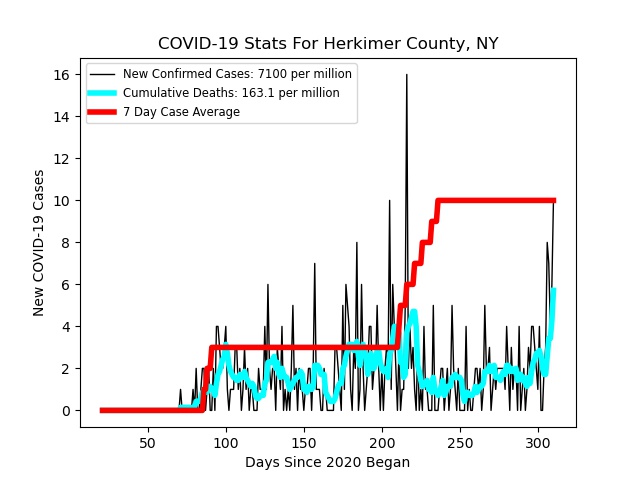 COVID-19 Stats For Herkimer County, NY
New Confirmed Cases: 7100 per million
Cumulative Deaths: 163.1 per million
7 Day Case Average
New COVID-19 Cases
16
14
12
10
8
6
4
2
0
50 100 150 200 250 300
Days Since 2020 Began